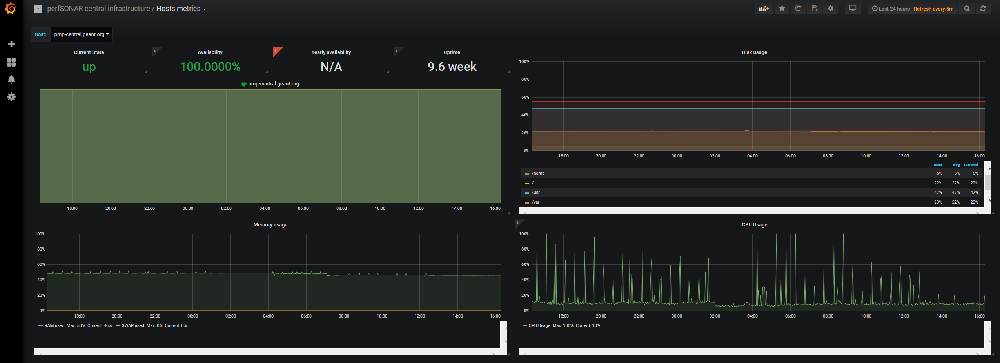 perfSONAR central infrastructure / Hosts metrics
Last 24 hours Refresh every 5m
Host: pmp-central.geant.org
Current State
up
Availability
100.0000%
Yearly availability
N/A
Uptime
9.6 week
pmp-central.geant.org
18:00 20:00 22:00 00:00 02:00 04:00 06:00 08:00 10:00 12:00 14:00 16:00
Disk usage
100%
80%
60%
40%
20%
0%
18:00 20:00 22:00 00:00 02:00 04:00 06:00 08:00 10:00 12:00 14:00 16:00
max avg current
/home 5% 5% 5%
/ 22% 22% 22%
/usr 47% 47% 47%
/var 23% 22% 22%
Memory usage
100%
80%
60%
40%
20%
0%
18:00 20:00 22:00 00:00 02:00 04:00 06:00 08:00 10:00 12:00 14:00 16:00
RAM used Max: 53% Current: 46% SWAP used Max: 0% Current: 0%
CPU Usage
100%
80%
60%
40%
20%
0%
18:00 20:00 22:00 00:00 02:00 04:00 06:00 08:00 10:00 12:00 14:00 16:00
CPU Usage Max: 100% Current: 10%